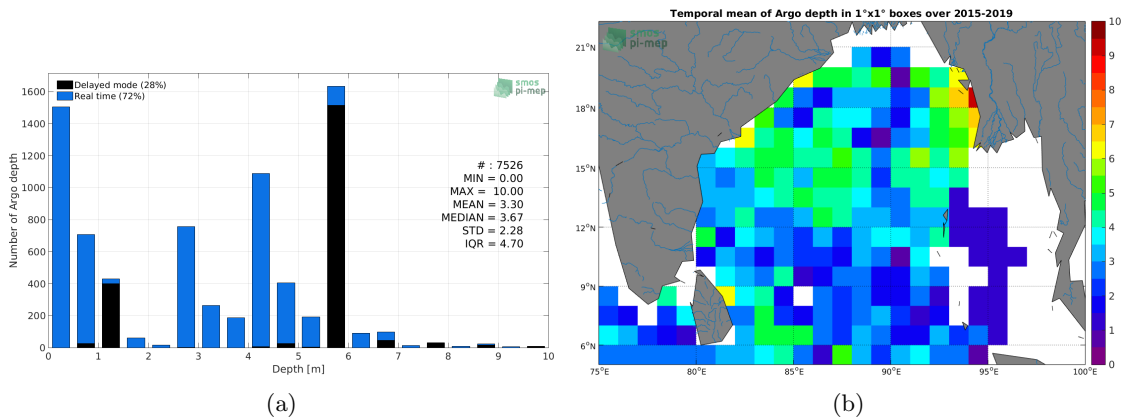 smos
pi-mep
Delayed mode (28%)
Real time (72%)
# : 7526
MIN = 0.00
MAX = 10.00
MEAN = 3.30
MEDIAN = 3.67
STD = 2.28
IQR = 4.70
Number of Argo depth
1600
1400
1200
1000
800
600
400
200
0
0 1 2 3 4 5 6 7 8 9 10
Depth [m]
(a)
Temporal mean of Argo depth in 1°x1° boxes over 2015-2019
smos
pi-mep
21°N
18°N
15°N
12°N
9°N
6°N
75°E 80°E 85°E 90°E 95°E 100°E
10
9
8
7
6
5
4
3
2
1
0
(b)